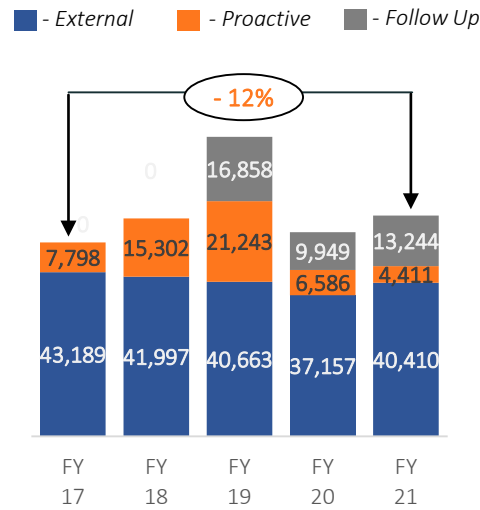 - External - Proactive - Follow Up
- 12%
0
16,858
0
7,798 15,302 21,243 9,949 13,244
6,586 4,411
43,189 41,997 40,663 37,157 40,410
FY FY FY FY FY
17 18 19 20 21